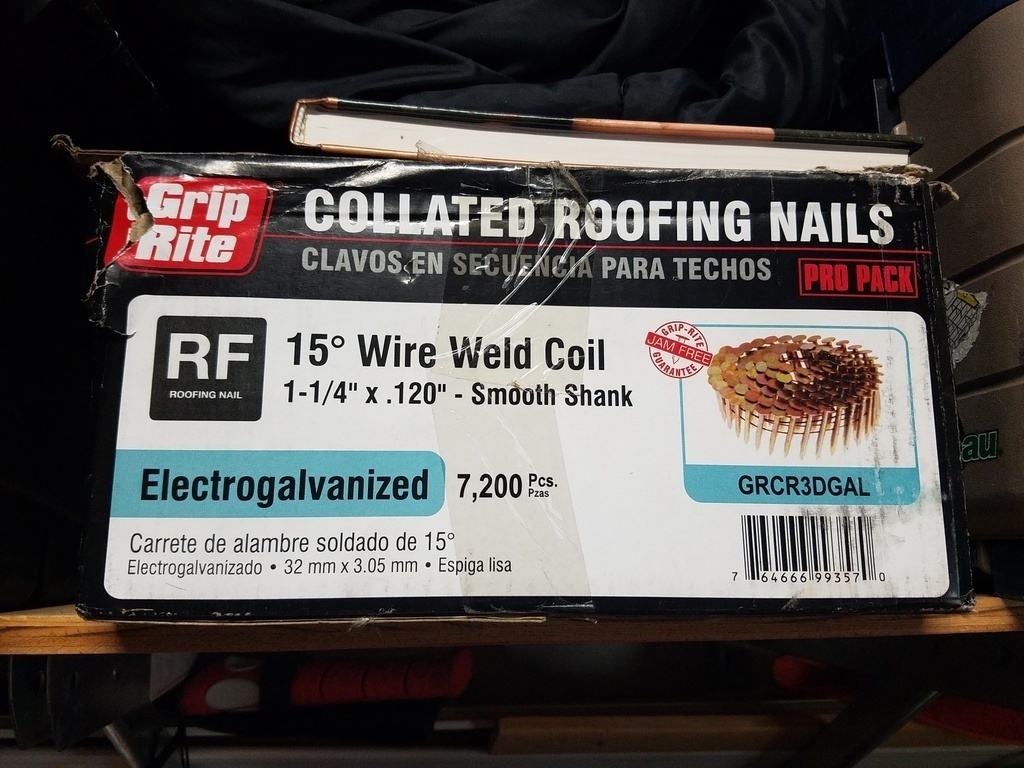 Grip
Rite
COLLATED ROOFING NAILS
CLAVOS EN SECUENCIA PARA TECHOS
PRO PACK
RF
ROOFING NAIL
15° Wire Weld Coil
1-1/4" x .120" - Smooth Shank
GRIP-RITE
JAM FREE
GUARANTEE
Electrogalvanized
7,200 Pcs.
Pzas
GRCR3DGAL
Carrete de alambre soldado de 15°
Electrogalvanizado • 32 mm x 3.05 mm • Espiga lisa
7 64666 99357 0
au